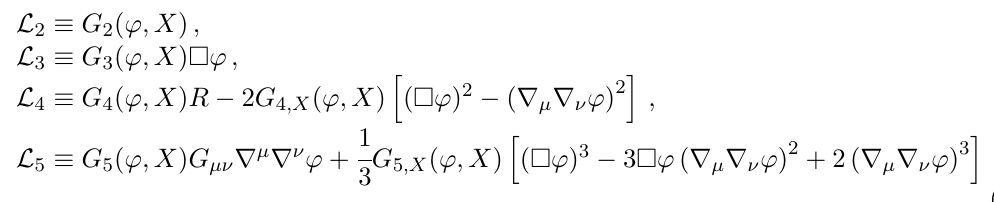 ℒ₂ ≡ G₂(φ, X) ,
ℒ₃ ≡ G₃(φ, X)□φ ,
ℒ₄ ≡ G₄(φ, X)R − 2G₄,X(φ, X) [(□φ)² − (∇μ∇νφ)²] ,
ℒ₅ ≡ G₅(φ, X)Gμν∇^μ∇^νφ + 1/3 G₅,X(φ, X) [(□φ)³ − 3□φ (∇μ∇νφ)² + 2 (∇μ∇νφ)³]